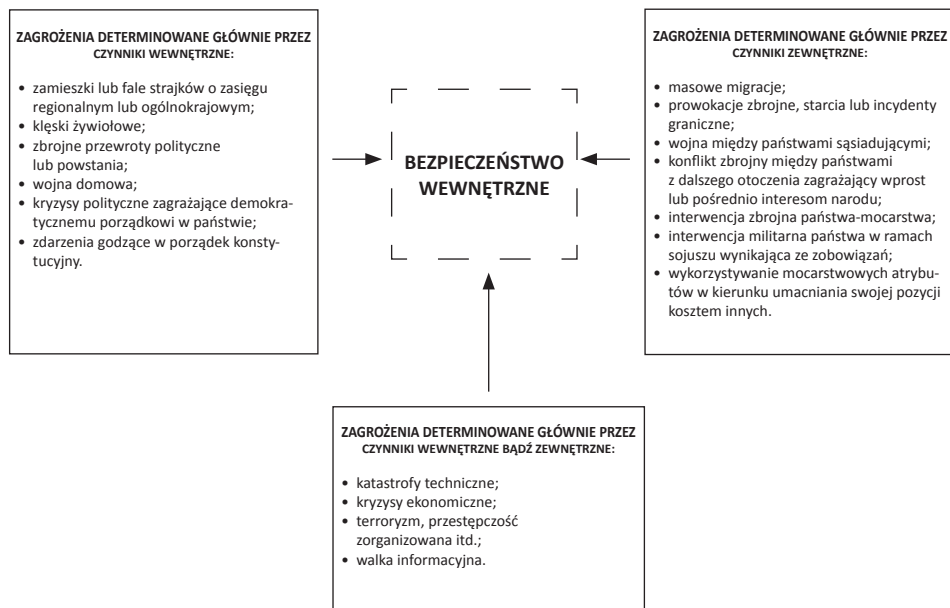 ZAGROŻENIA DETERMINOWANE GŁÓWNIE PRZEZ
CZYNNIKI WEWNĘTRZNE:
• zamieszki lub fale strajków o zasięgu
regionalnym lub ogólnokrajowym;
• klęski żywiołowe;
• zbrojne przewroty polityczne
lub powstania;
• wojna domowa;
• kryzysy polityczne zagrażające demokra-
tycznemu porządkowi w państwie;
• zdarzenia godzące w porządek konsty-
tucyjny.
BEZPIECZEŃSTWO
WEWNĘTRZNE
ZAGROŻENIA DETERMINOWANE GŁÓWNIE PRZEZ
CZYNNIKI ZEWNĘTRZNE:
• masowe migracje;
• prowokacje zbrojne, starcia lub incydenty
graniczne;
• wojna między państwami sąsiadującymi;
• konflikt zbrojny między państwami
z dalszego otoczenia zagrażający wprost
lub pośrednio interesom narodu;
• interwencja zbrojna państwa-mocarstwa;
• interwencja militarna państwa w ramach
sojuszu wynikająca ze zobowiązań;
• wykorzystywanie mocarstwowych atrybu-
tów w kierunku umacniania swojej pozycji
kosztem innych.
ZAGROŻENIA DETERMINOWANE GŁÓWNIE PRZEZ
CZYNNIKI WEWNĘTRZNE BĄDŹ ZEWNĘTRZNE:
• katastrofy techniczne;
• kryzysy ekonomiczne;
• terroryzm, przestępczość
zorganizowana itd.;
• walka informacyjna.